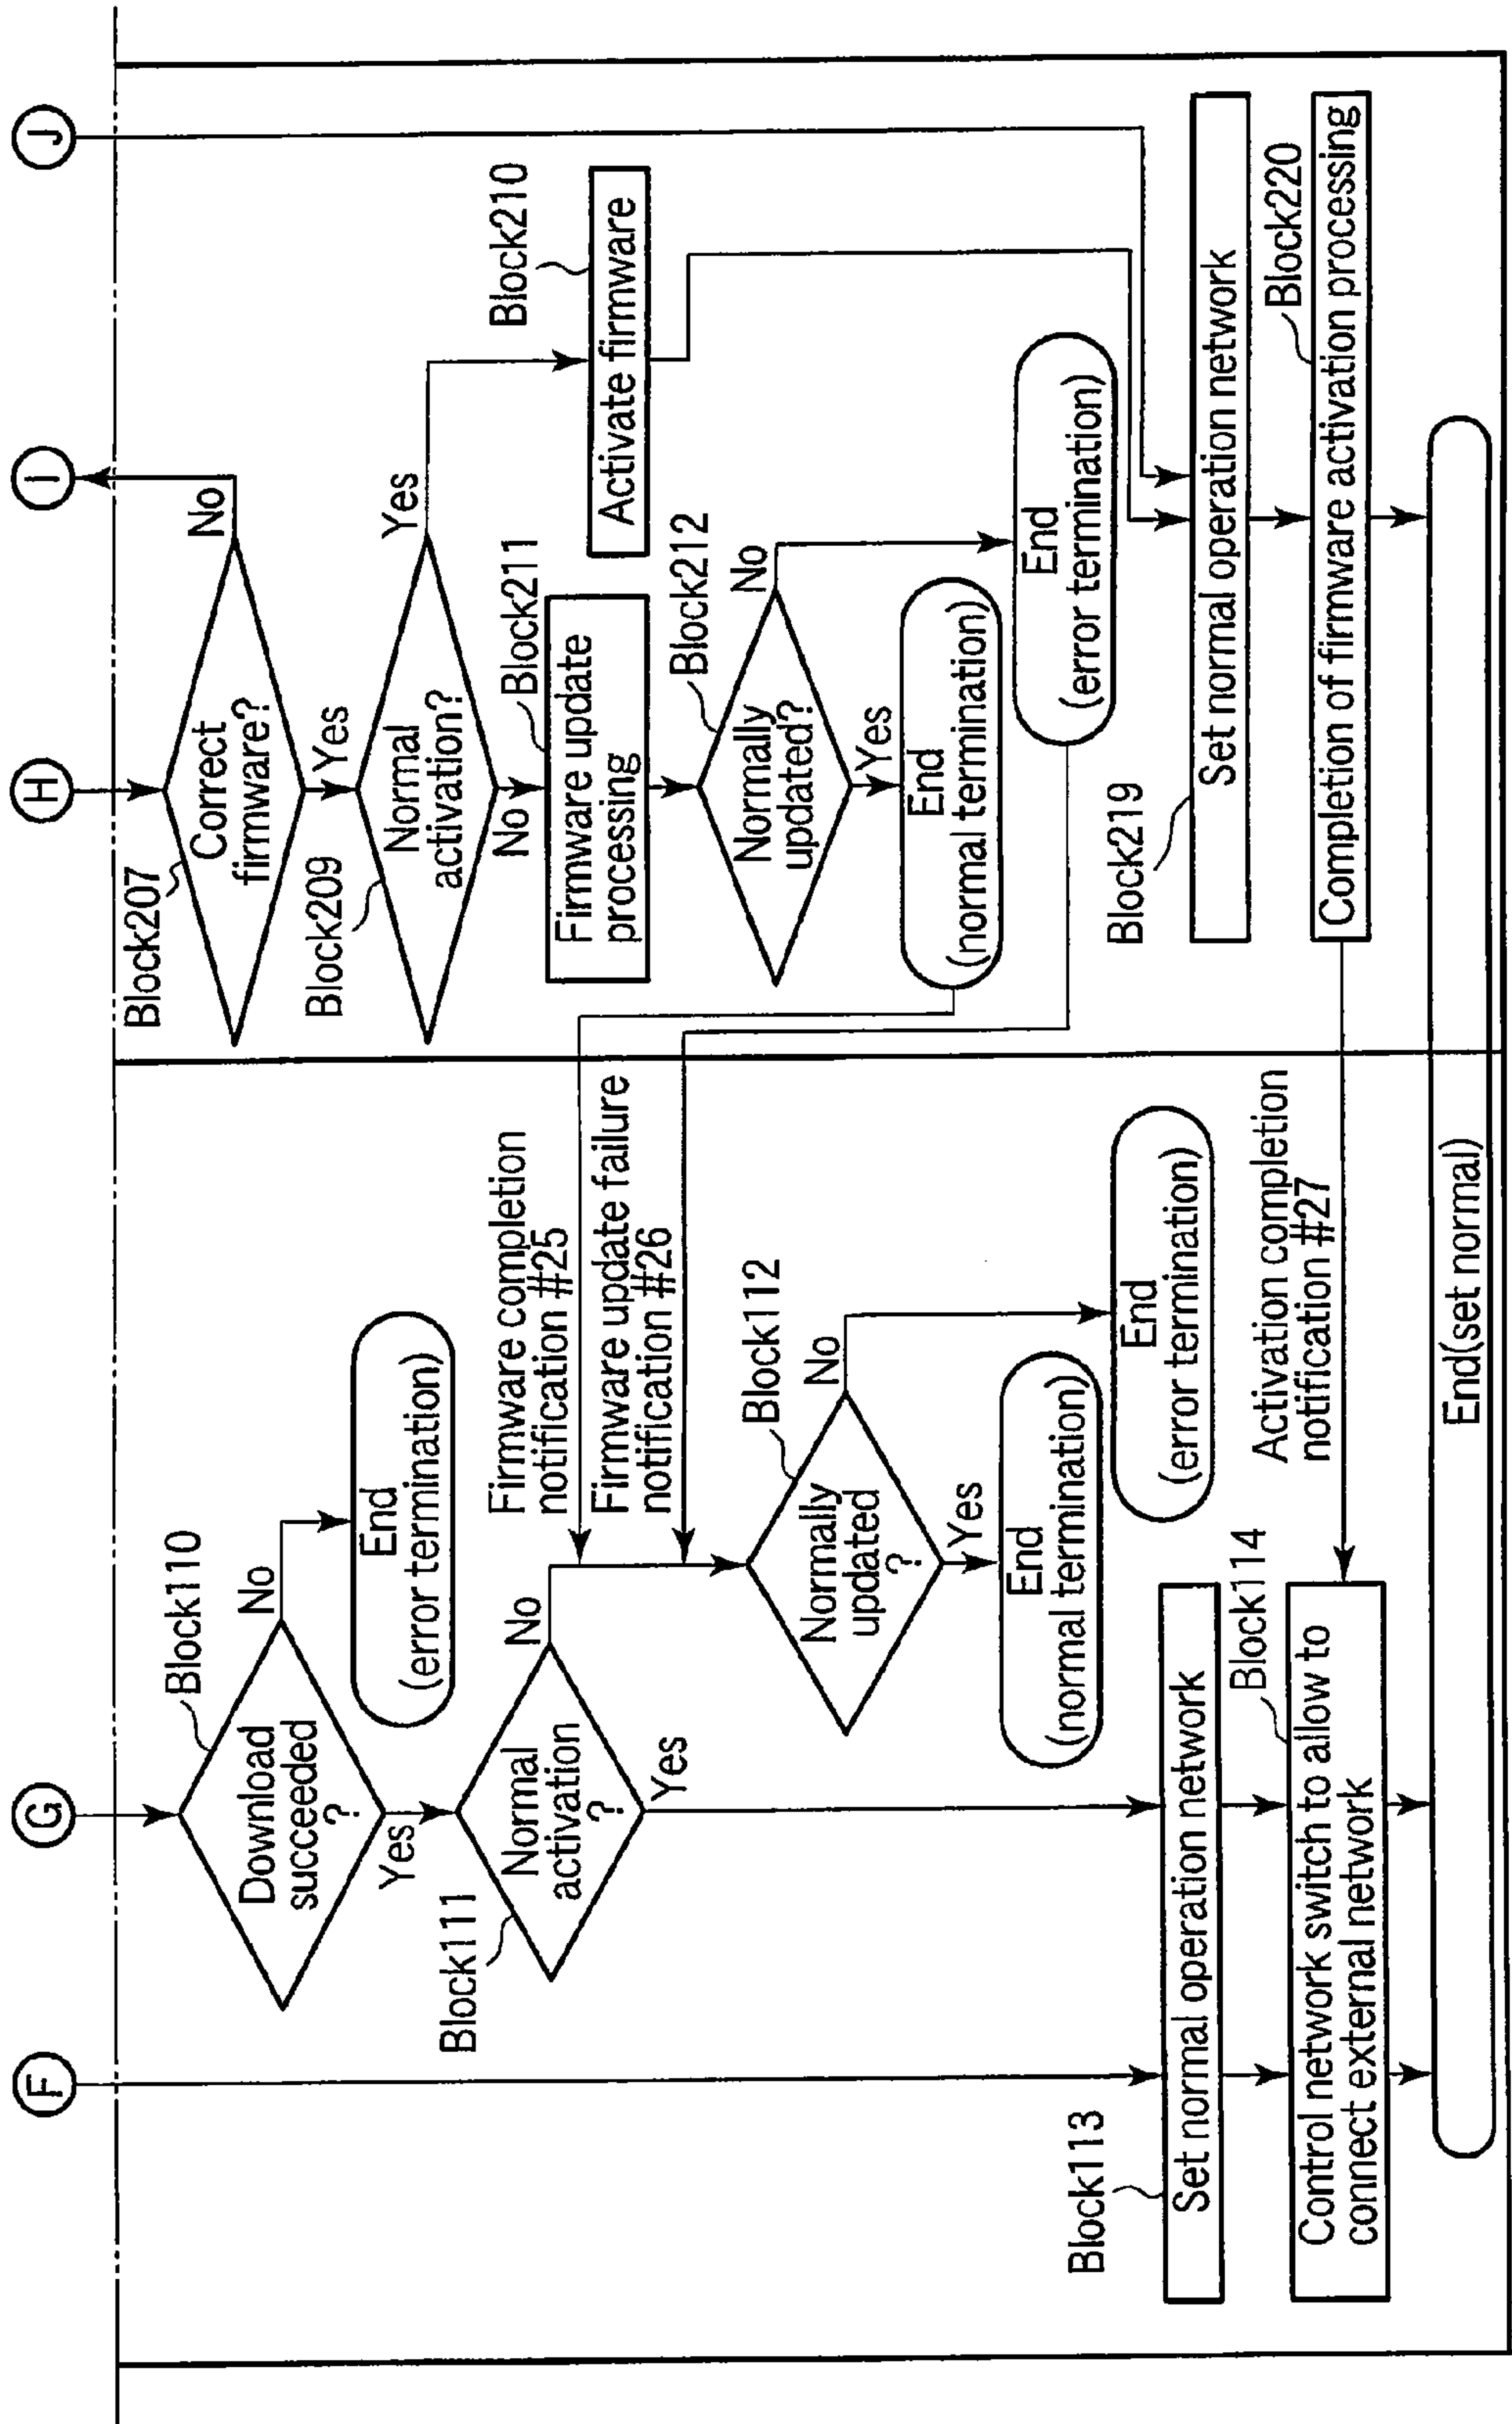 F
G
H
I
J
Block110
Download
succeeded
?
No
Yes
End
(error termination)
Block111
Normal
activation
?
No
Yes
Firmware completion
notification #25
Firmware update failure
notification #26
Block112
Normally
updated
?
No
Yes
End
(normal termination)
End
(error termination)
Block113
Set normal operation network
Block114
Control network switch to allow to
connect external network
Activation completion
notification #27
Block207
Correct
firmware?
No
Yes
Block209
Normal
activation?
Yes
No
Block210
Activate firmware
Block211
Firmware update
processing
Block212
Normally
updated?
No
Yes
End
(normal termination)
End
(error termination)
Block219
Set normal operation network
Block220
Completion of firmware activation processing
End(set normal)